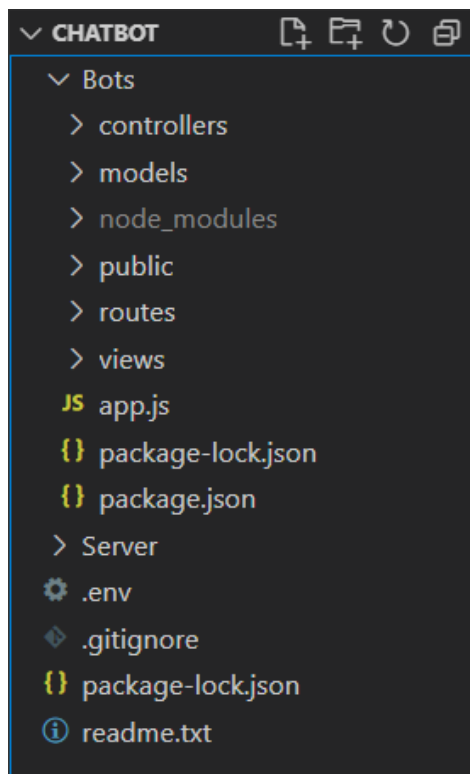 CHATBOT
Bots
controllers
models
node_modules
public
routes
views
JS app.js
{} package-lock.json
{} package.json
Server
.env
.gitignore
{} package-lock.json
readme.txt